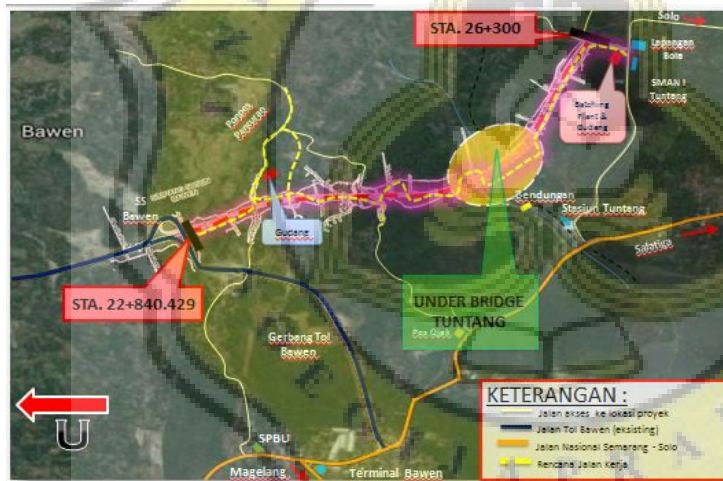 Solo
STA. 26+300
Lapangan
Bola
SMAN I
Tuntang
Batching
Plant &
Gudang
Bawen
SS
Bawen
Gudang
Bendungan
Stasiun Tuntang
Salatiga
STA. 22+840.429
UNDER BRIDGE
TUNTANG
Pos Ojek
Gerbang Tol
Bawen
KETERANGAN :
Jalan akses ke lokasi proyek
Jalan Tol Bawen (eksisting)
Jalan Nasional Semarang - Solo
Rencana Jalan Kerja
U
SPBU
Magelang
Terminal Bawen